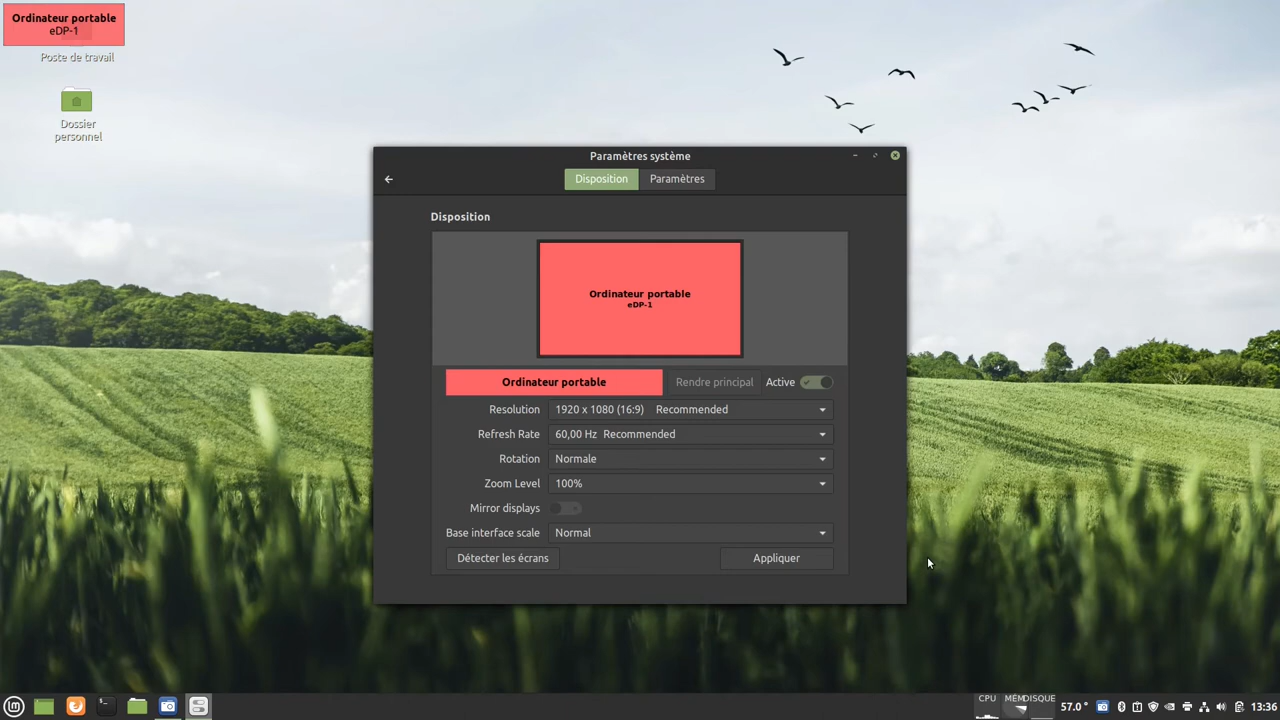 Ordinateur portable
eDP-1
Poste de travail
Dossier
personnel
Paramètres système
Disposition
Paramètres
Disposition
Ordinateur portable
eDP-1
Ordinateur portable
Rendre principal
Active
Resolution
1920 x 1080 (16:9) Recommended
Refresh Rate
60,00 Hz Recommended
Rotation
Normale
Zoom Level
100%
Mirror displays
Base interface scale
Normal
Détecter les écrans
Appliquer
CPU
MÉM
DISQUE
57.0 °
13:36